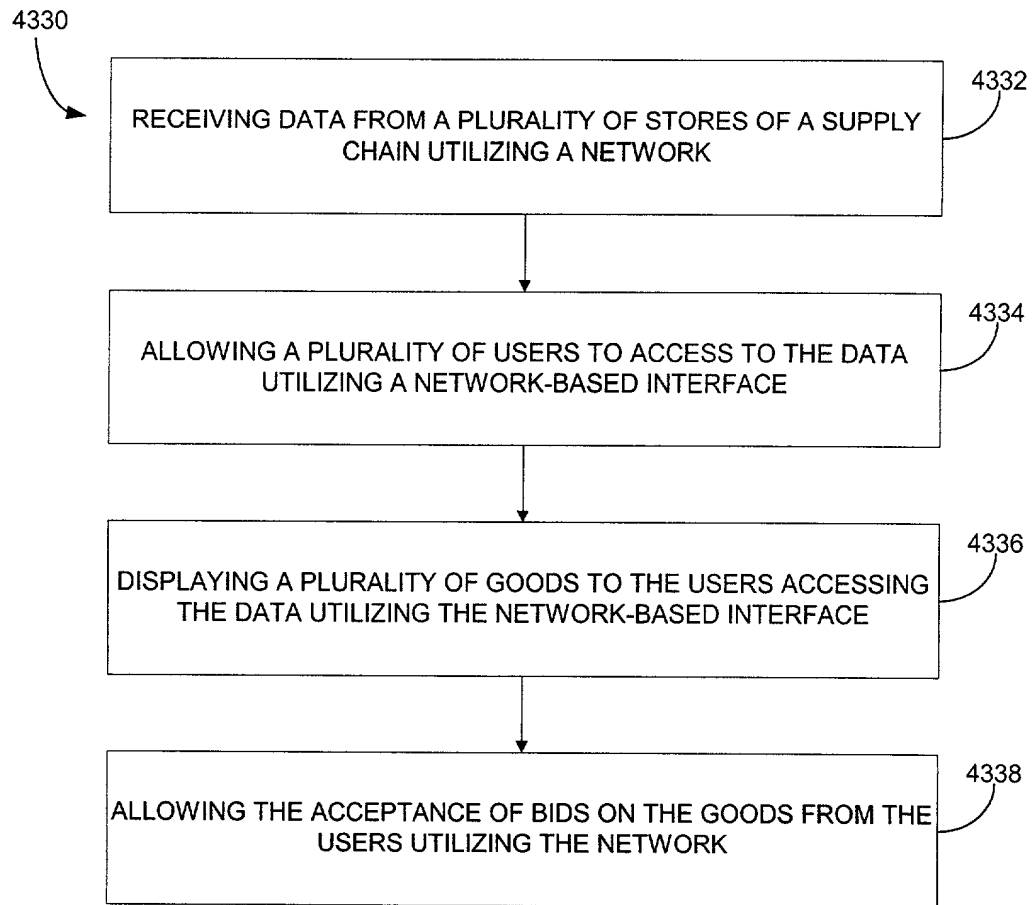 4330
4332
RECEIVING DATA FROM A PLURALITY OF STORES OF A SUPPLY
CHAIN UTILIZING A NETWORK
4334
ALLOWING A PLURALITY OF USERS TO ACCESS TO THE DATA
UTILIZING A NETWORK-BASED INTERFACE
4336
DISPLAYING A PLURALITY OF GOODS TO THE USERS ACCESSING
THE DATA UTILIZING THE NETWORK-BASED INTERFACE
4338
ALLOWING THE ACCEPTANCE OF BIDS ON THE GOODS FROM THE
USERS UTILIZING THE NETWORK